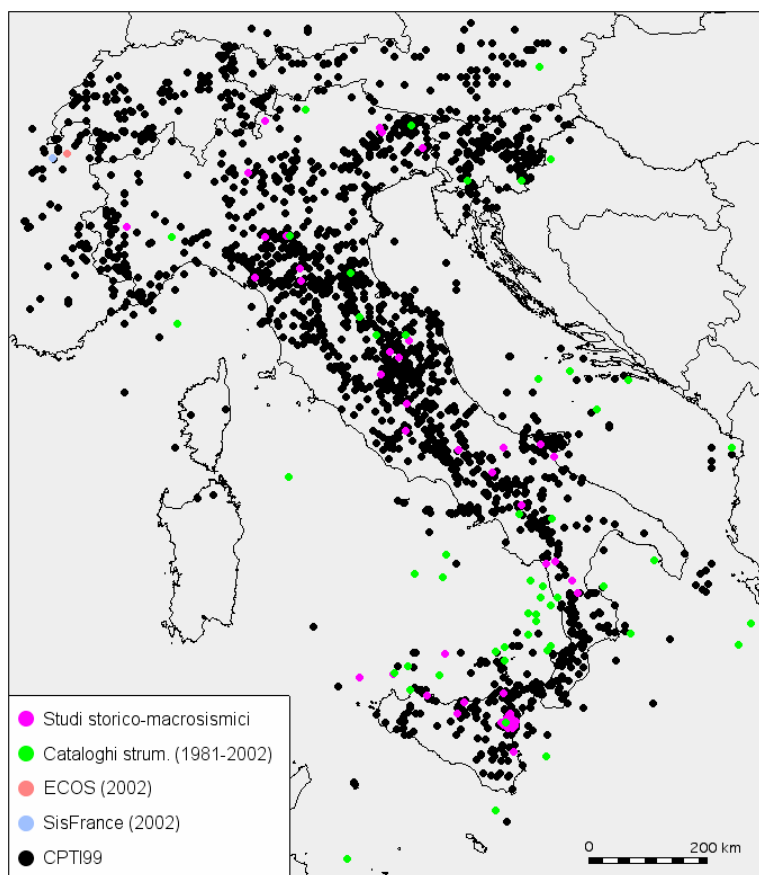 Studi storico-macrosismici
Cataloghi strum. (1981-2002)
ECOS (2002)
SisFrance (2002)
CPTI99
0 200 km